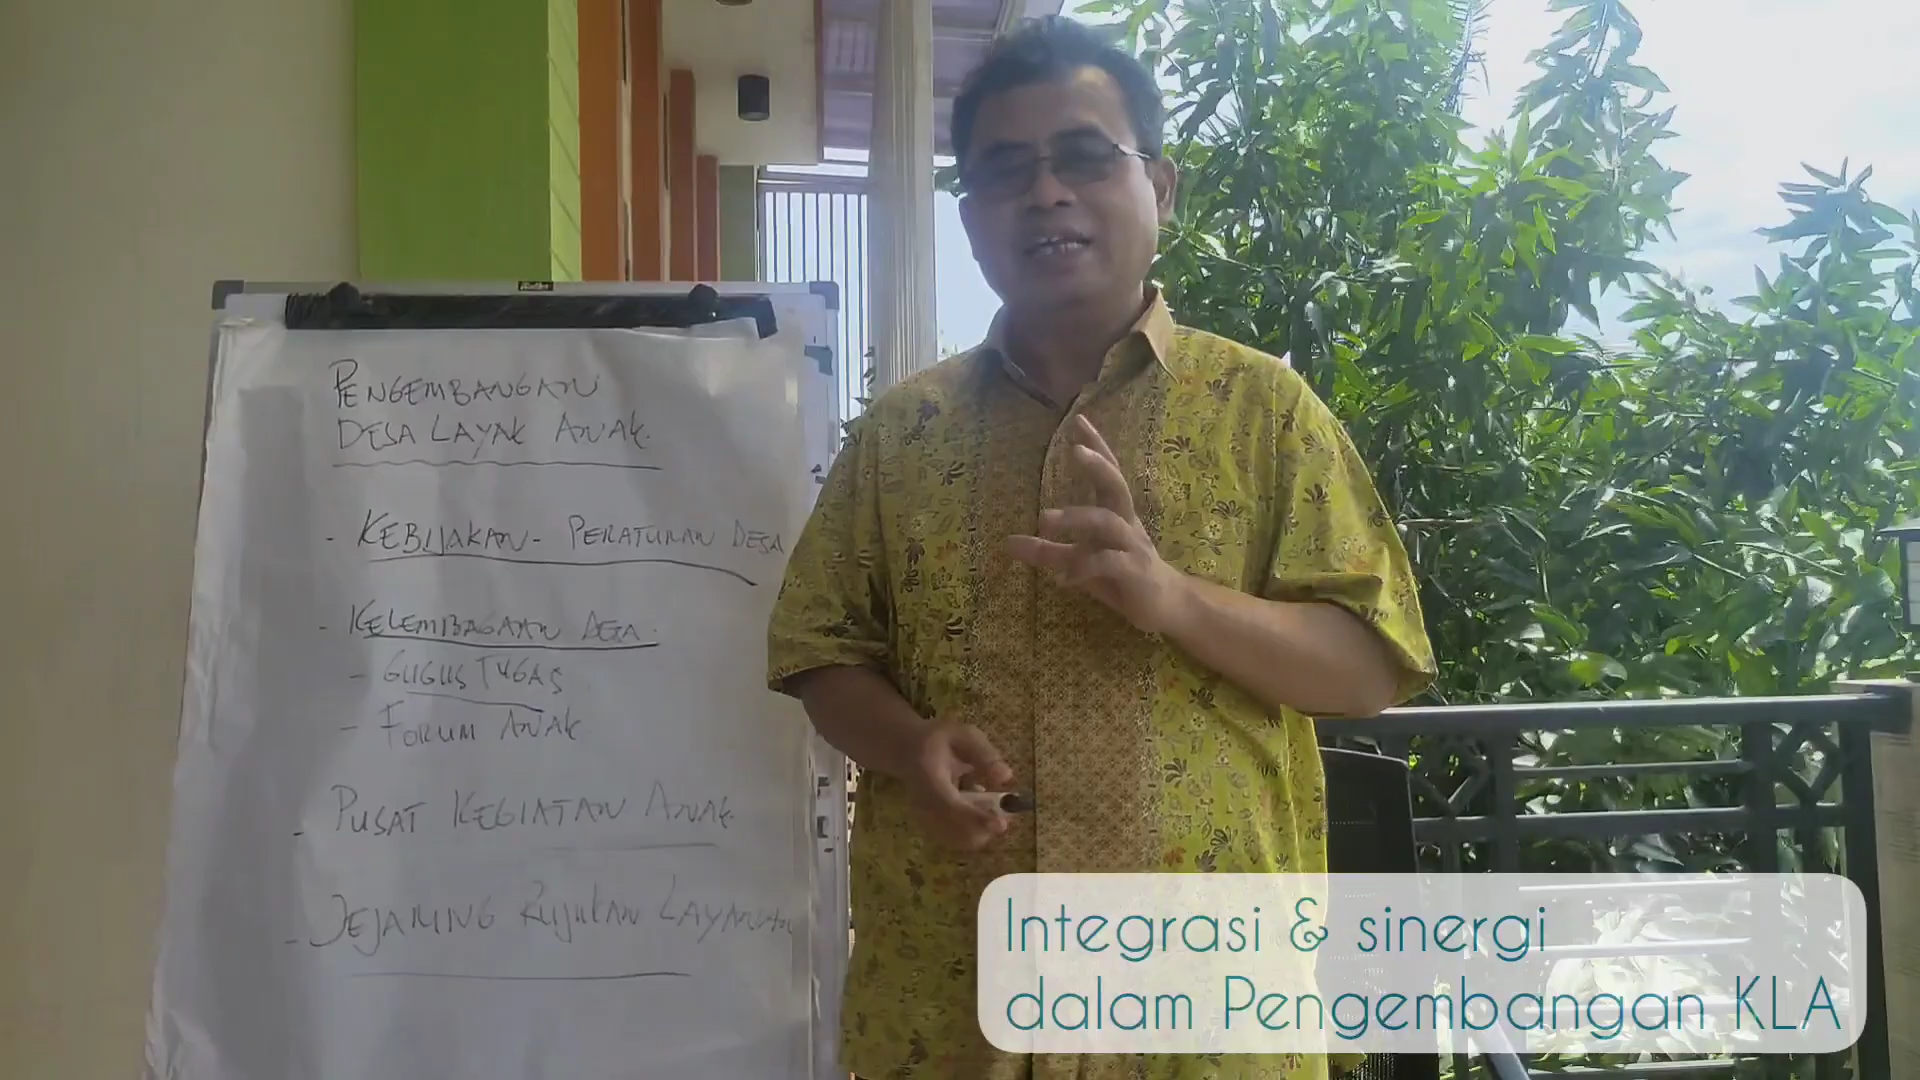 PENGEMBANGAN
DESA LAYAK ANAK.
- KEBIJAKAN - PERATURAN DESA
- KELEMBAGAAN DESA.
- GUGUS TUGAS
- FORUM ANAK
- PUSAT KEGIATAN ANAK
- JEJARING RUJUKAN LAYANAN
Integrasi & sinergi
dalam Pengembangan KLA